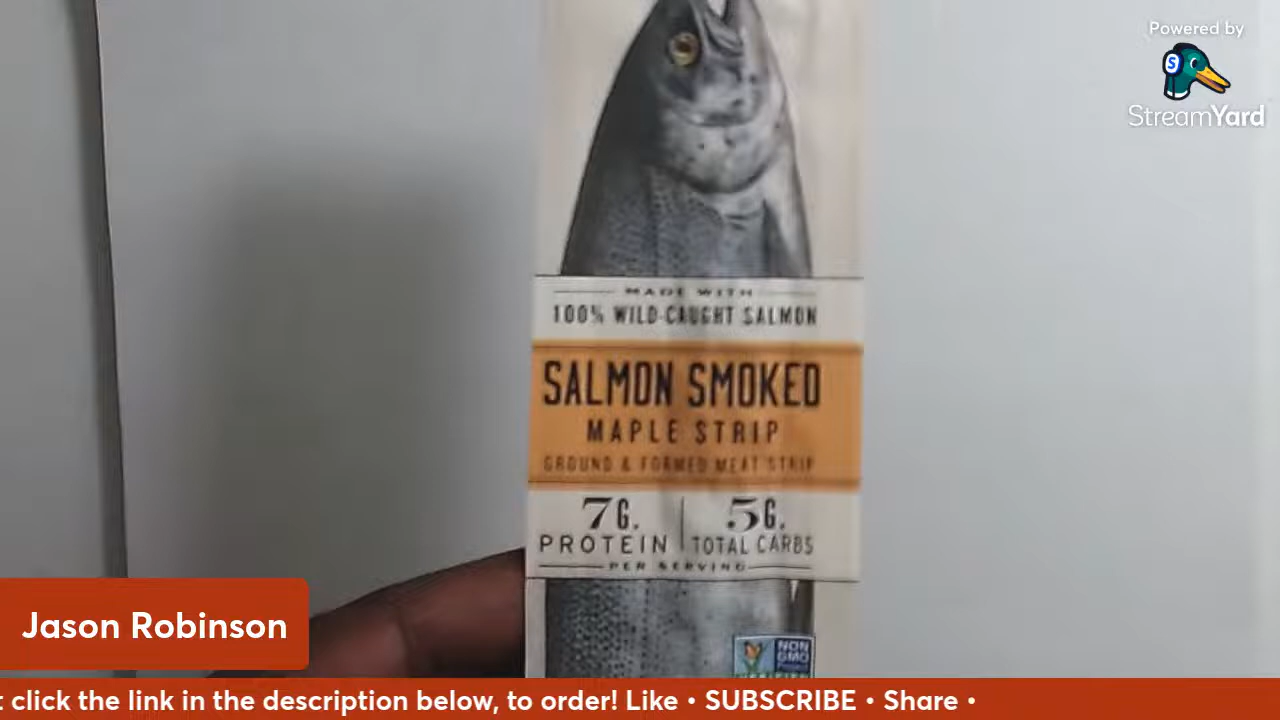 Powered by
StreamYard
MADE WITH
100% WILD-CAUGHT SALMON
SALMON SMOKED
MAPLE STRIP
GROUND & FORMED MEAT STRIP
7G. PROTEIN | 5G. TOTAL CARBS
PER SERVING
NON
GMO
Jason Robinson
click the link in the description below, to order! Like • SUBSCRIBE • Share •